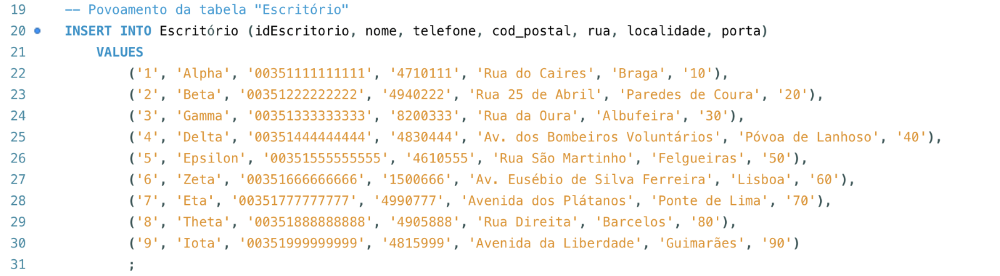 19 -- Povoamento da tabela "Escritório"
20 INSERT INTO Escritório (idEscritorio, nome, telefone, cod_postal, rua, localidade, porta)
21 VALUES
22 ('1', 'Alpha', '00351111111111', '4710111', 'Rua do Caires', 'Braga', '10'),
23 ('2', 'Beta', '00351222222222', '4940222', 'Rua 25 de Abril', 'Paredes de Coura', '20'),
24 ('3', 'Gamma', '00351333333333', '8200333', 'Rua da Oura', 'Albufeira', '30'),
25 ('4', 'Delta', '00351444444444', '4830444', 'Av. dos Bombeiros Voluntários', 'Póvoa de Lanhoso', '40'),
26 ('5', 'Epsilon', '00351555555555', '4610555', 'Rua São Martinho', 'Felgueiras', '50'),
27 ('6', 'Zeta', '00351666666666', '1500666', 'Av. Eusébio de Silva Ferreira', 'Lisboa', '60'),
28 ('7', 'Eta', '00351777777777', '4990777', 'Avenida dos Plátanos', 'Ponte de Lima', '70'),
29 ('8', 'Theta', '00351888888888', '4905888', 'Rua Direita', 'Barcelos', '80'),
30 ('9', 'Iota', '00351999999999', '4815999', 'Avenida da Liberdade', 'Guimarães', '90')
31 ;